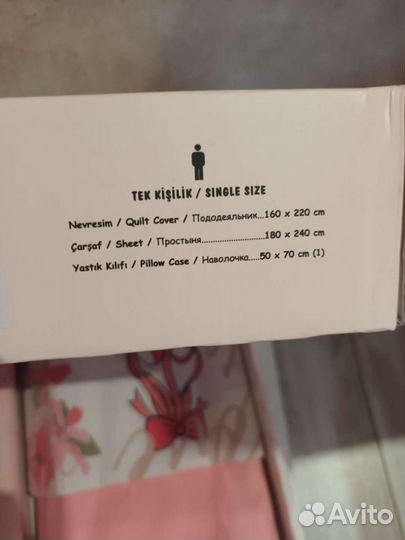 TEK KİŞİLİK / SINGLE SIZE
Nevresim / Quilt Cover / Пододеяльник...160 x 220 cm
Çarşaf / Sheet / Простыня........................180 x 240 cm
Yastık Kılıfı / Pillow Case / Наволочка.....50 x 70 cm (1)
Avito